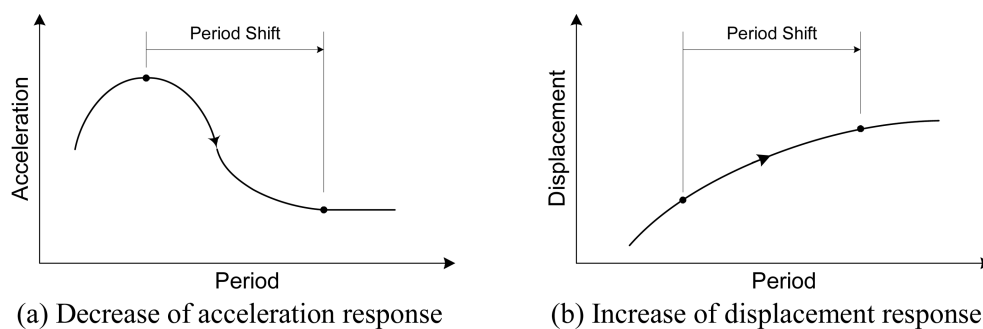 Period Shift
Acceleration
Period
(a) Decrease of acceleration response
Period Shift
Displacement
Period
(b) Increase of displacement response